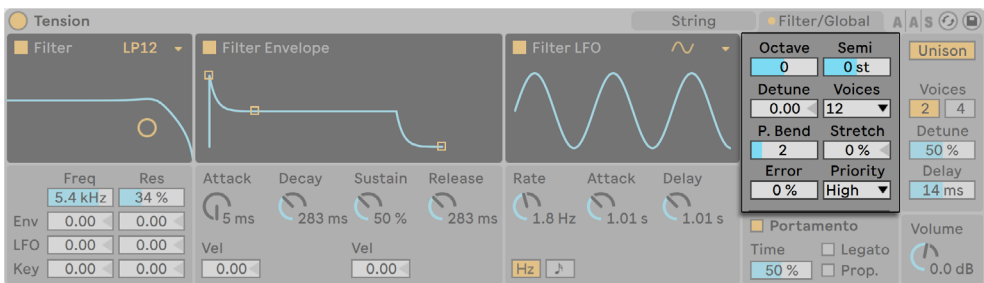 Tension String Filter/Global A A S
Filter LP12 Filter Envelope Filter LFO Octave Semi Unison
0 0 st
Detune Voices Voices
0.00 12 2 4
P. Bend Stretch Detune
2 0 % 50 %
Error Priority Delay
0 % High 14 ms
Freq Res Attack Decay Sustain Release Rate Attack Delay
5.4 kHz 34 % 5 ms 283 ms 50 % 283 ms 1.8 Hz 1.01 s 1.01 s
Env 0.00 0.00 Portamento Volume
LFO 0.00 0.00 Vel Vel Time Legato
Key 0.00 0.00 0.00 0.00 Hz ♪ 50 % Prop. 0.0 dB